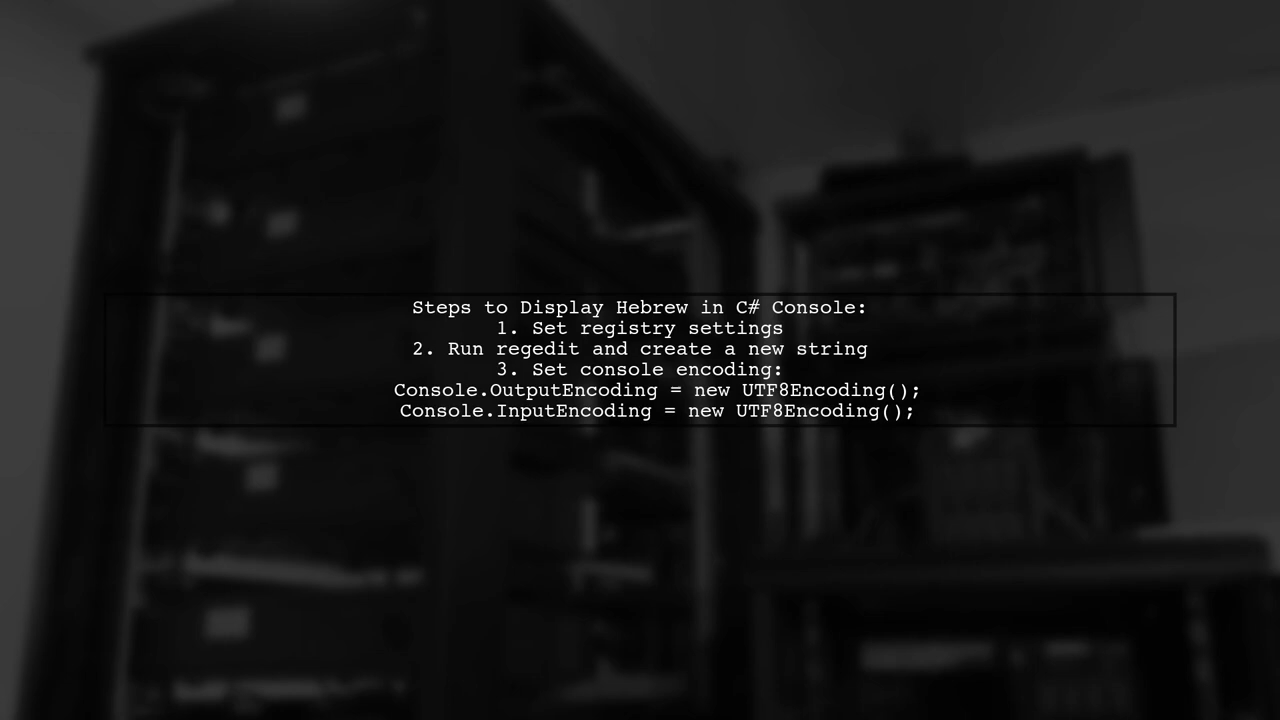 Steps to Display Hebrew in C# Console:
1. Set registry settings
2. Run regedit and create a new string
3. Set console encoding:
Console.OutputEncoding = new UTF8Encoding();
Console.InputEncoding = new UTF8Encoding();